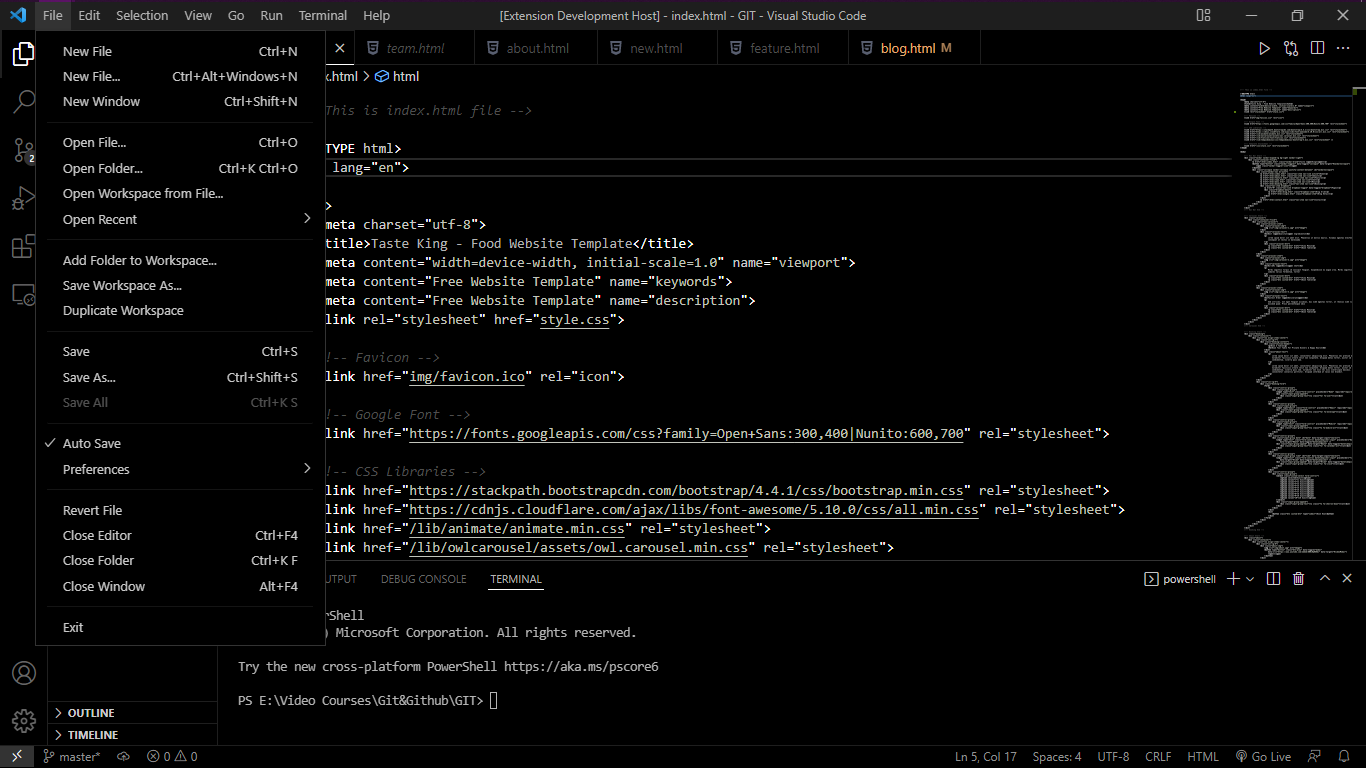 File Edit Selection View Go Run Terminal Help [Extension Development Host] - index.html - GIT - Visual Studio Code
team.html about.html new.html feature.html blog.html M
New File Ctrl+N
New File... Ctrl+Alt+Windows+N
New Window Ctrl+Shift+N
Open File... Ctrl+O
Open Folder... Ctrl+K Ctrl+O
Open Workspace from File...
Open Recent
Add Folder to Workspace...
Save Workspace As...
Duplicate Workspace
Save Ctrl+S
Save As... Ctrl+Shift+S
Save All Ctrl+K S
Auto Save
Preferences
Revert File
Close Editor Ctrl+F4
Close Folder Ctrl+K F
Close Window Alt+F4
Exit
2
x.html > html
This is index.html file -->
TYPE html>
lang="en">
>
meta charset="utf-8">
title>Taste King - Food Website Template</title>
meta content="width=device-width, initial-scale=1.0" name="viewport">
meta content="Free Website Template" name="keywords">
meta content="Free Website Template" name="description">
link rel="stylesheet" href="style.css">
!-- Favicon -->
link href="img/favicon.ico" rel="icon">
!-- Google Font -->
link href="https://fonts.googleapis.com/css?family=Open+Sans:300,400|Nunito:600,700" rel="stylesheet">
!-- CSS Libraries -->
link href="https://stackpath.bootstrapcdn.com/bootstrap/4.4.1/css/bootstrap.min.css" rel="stylesheet">
link href="https://cdnjs.cloudflare.com/ajax/libs/font-awesome/5.10.0/css/all.min.css" rel="stylesheet">
link href="/lib/animate/animate.min.css" rel="stylesheet">
link href="/lib/owlcarousel/assets/owl.carousel.min.css" rel="stylesheet">
UTPUT DEBUG CONSOLE TERMINAL powershell
erShell
) Microsoft Corporation. All rights reserved.
Try the new cross-platform PowerShell https://aka.ms/pscore6
PS E:\Video Courses\Git&Github\GIT>
OUTLINE
TIMELINE
master* 0 0 Ln 5, Col 17 Spaces: 4 UTF-8 CRLF HTML Go Live